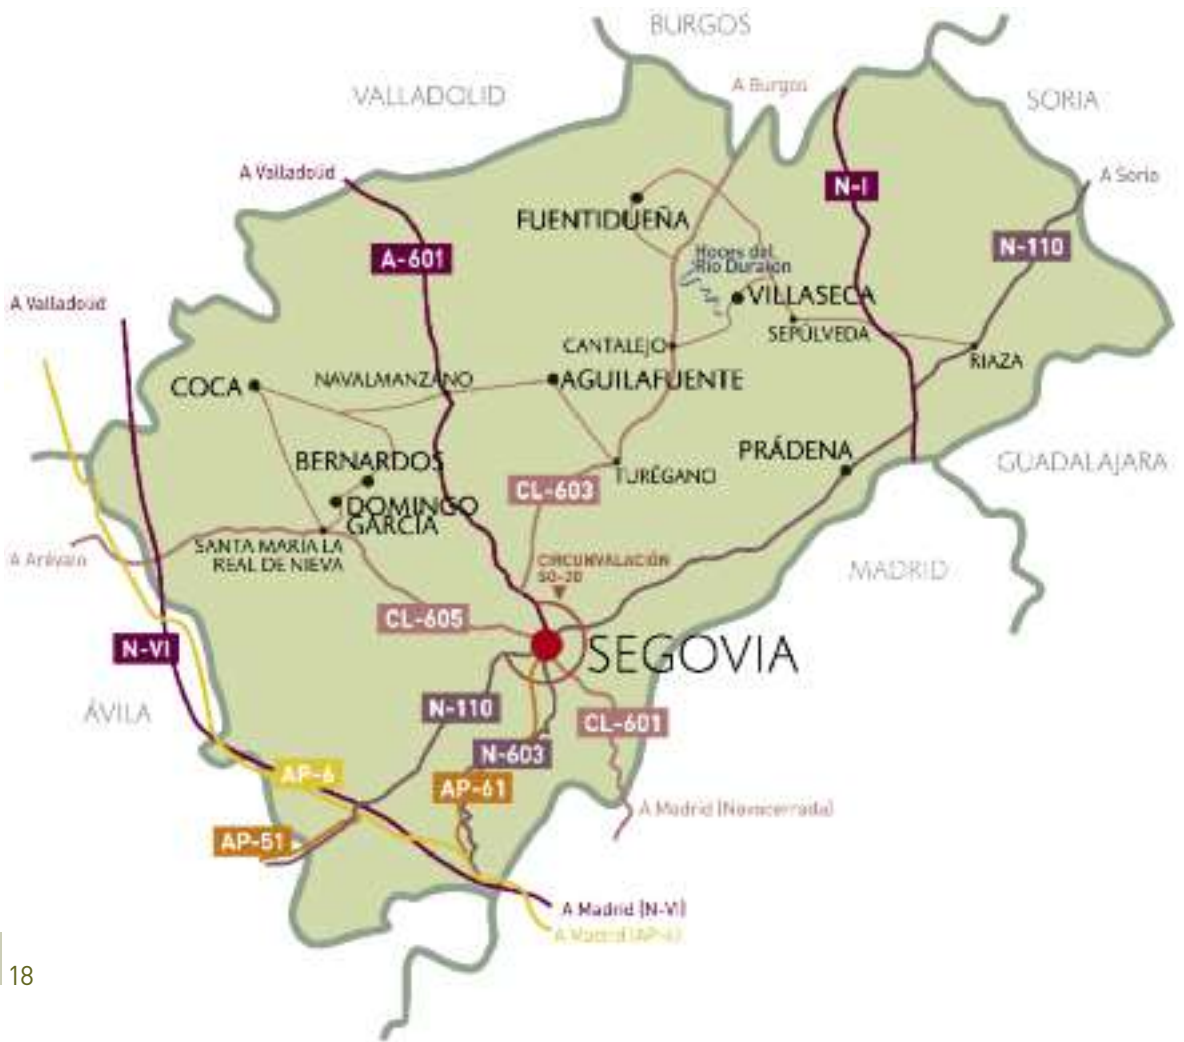 BURGOS
A Burgos
VALLADOLID
SORIA
A Valladolid
A Soria
N-I
FUENTIDUEÑA
A-601
N-110
Hoces del
Río Duratón
A Valladolid
VILLASECA
SEPÚLVEDA
CANTALEJO
RIAZA
COCA
NAVALMANZANO
AGUILAFUENTE
PRÁDENA
BERNARDOS
GUADALAJARA
TURÉGANO
CL-603
DOMINGO
GARCÍA
SANTA MARÍA LA
REAL DE NIEVA
A Arévalo
CIRCUNVALACIÓN
SG-20
MADRID
CL-605
N-VI
SEGOVIA
ÁVILA
N-110
CL-601
N-603
AP-6
AP-61
A Madrid (Navacerrada)
AP-51
A Madrid (N-VI)
A Madrid (AP-6)
18